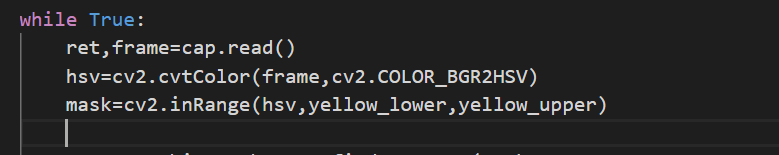 while True:
    ret,frame=cap.read()
    hsv=cv2.cvtColor(frame,cv2.COLOR_BGR2HSV)
    mask=cv2.inRange(hsv,yellow_lower,yellow_upper)